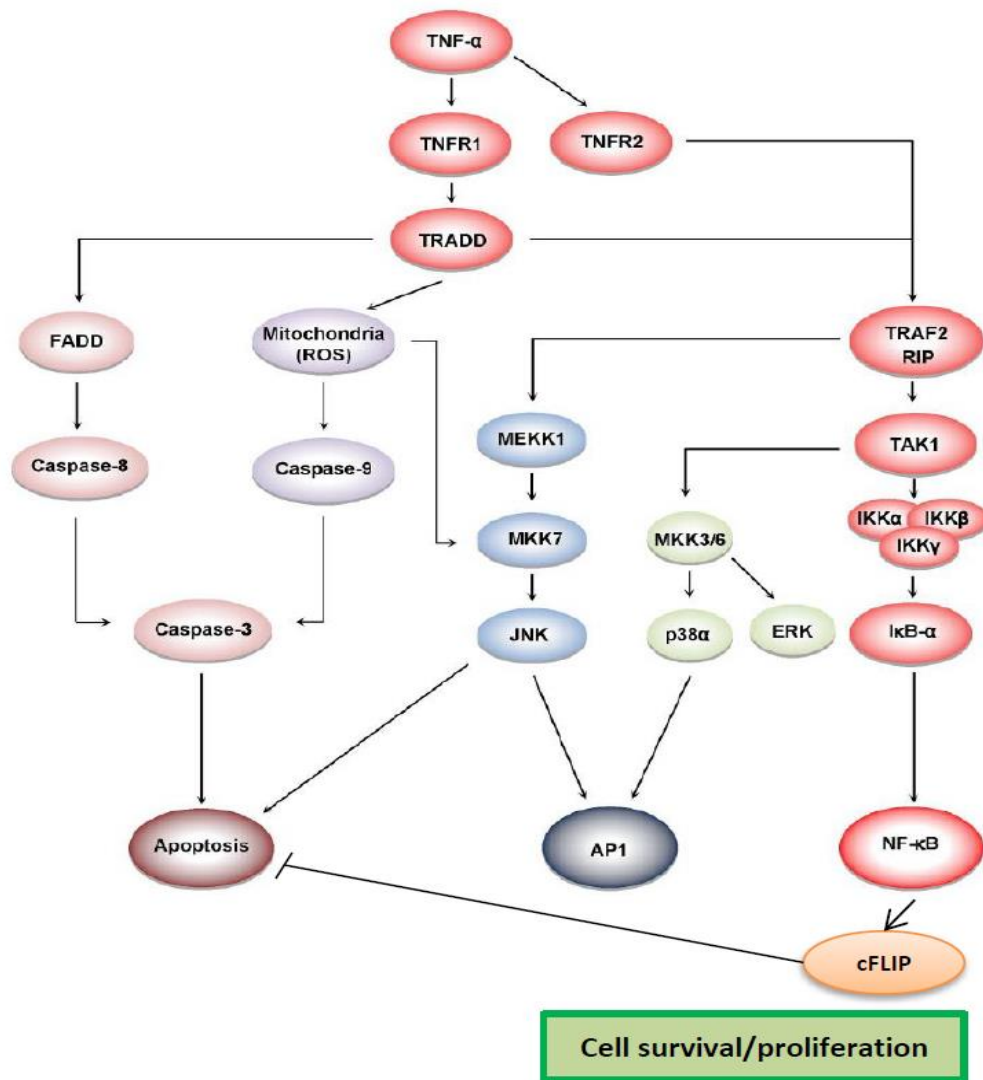 TNF-α
TNFR1
TNFR2
TRADD
FADD
Mitochondria
(ROS)
TRAF2
RIP
MEKK1
TAK1
Caspase-8
Caspase-9
IKKα
IKKβ
IKKγ
MKK7
MKK3/6
Caspase-3
JNK
p38α
ERK
IκB-α
Apoptosis
AP1
NF-κB
cFLIP
Cell survival/proliferation